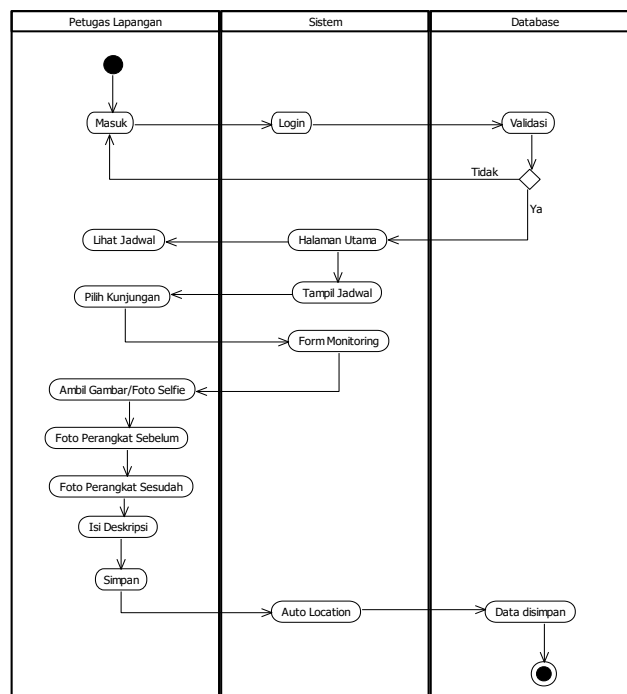 Petugas Lapangan
Sistem
Database
Masuk
Login
Validasi
Tidak
Ya
Lihat Jadwal
Halaman Utama
Tampil Jadwal
Pilih Kunjungan
Form Monitoring
Ambil Gambar/Foto Selfie
Foto Perangkat Sebelum
Foto Perangkat Sesudah
Isi Deskripsi
Simpan
Auto Location
Data disimpan